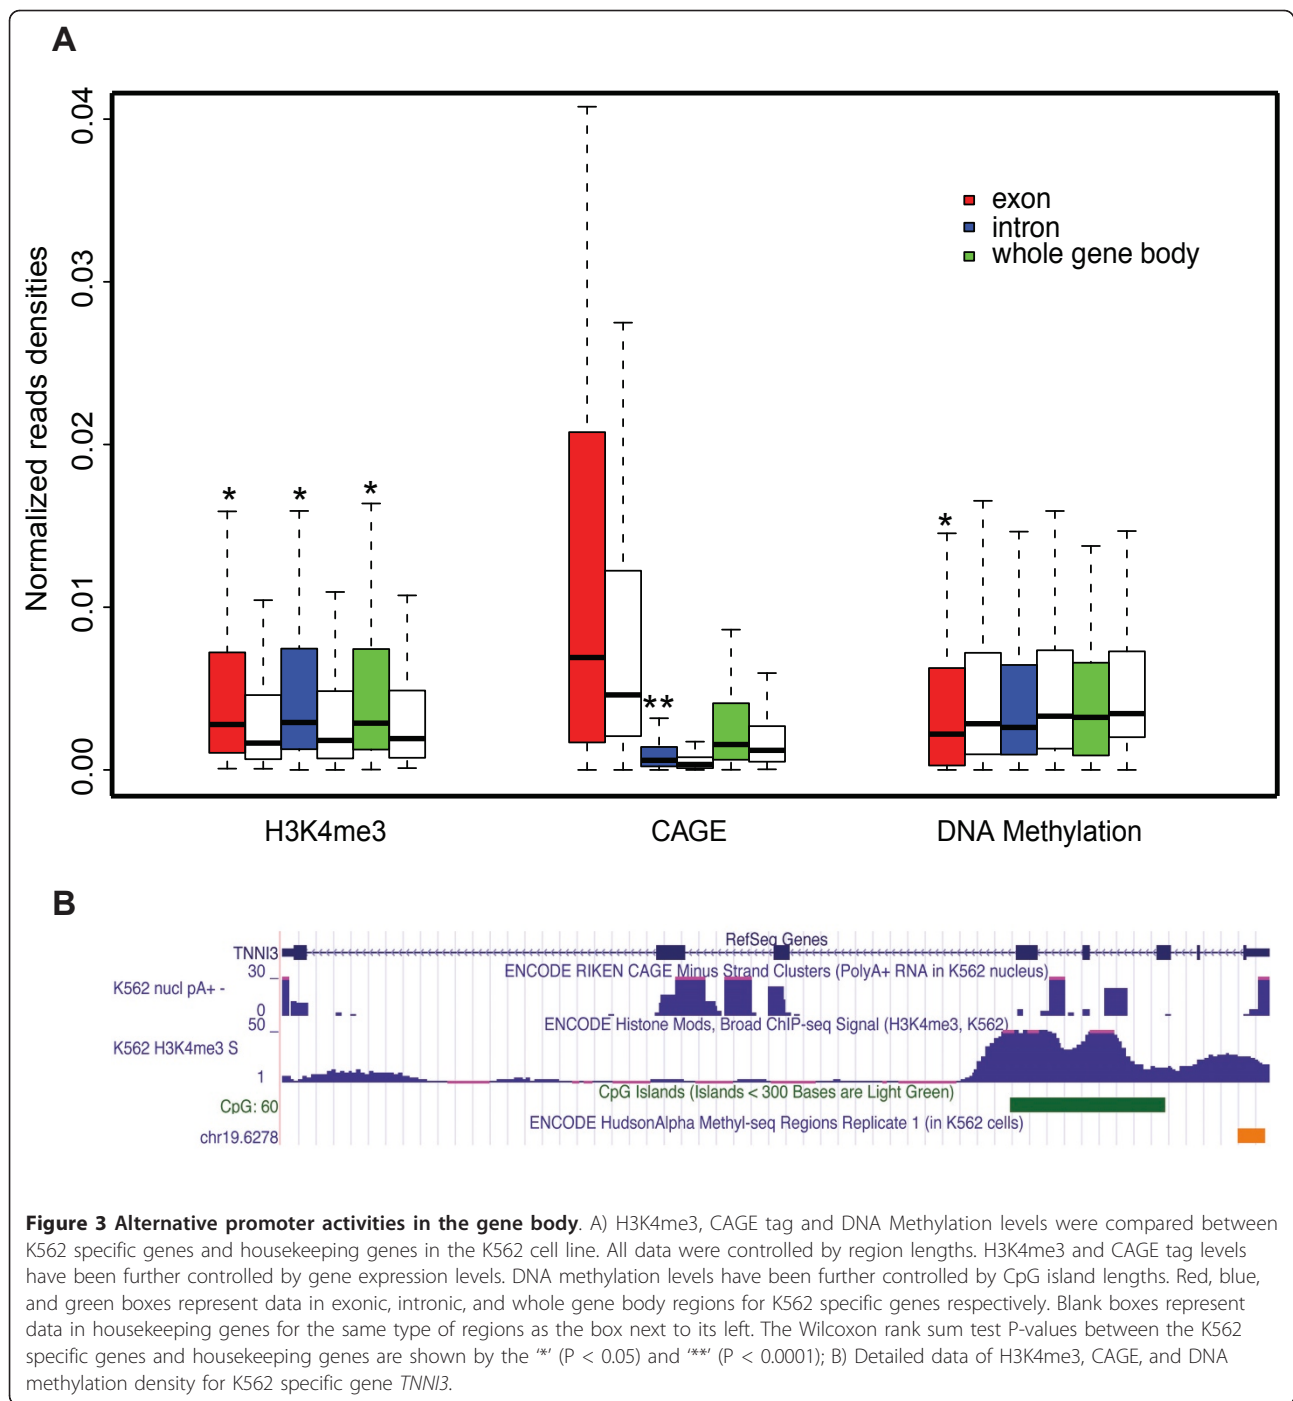 A
0.04
0.03
0.02
0.01
0.00
Normalized reads densities
exon
intron
whole gene body
*
*
*
**
*
H3K4me3
CAGE
DNA Methylation
B
RefSeq Genes
TNNI3
30
ENCODE RIKEN CAGE Minus Strand Clusters (PolyA+ RNA in K562 nucleus)
K562 nucl pA+ -
0
50
ENCODE Histone Mods, Broad ChIP-seq Signal (H3K4me3, K562)
K562 H3K4me3 S
1
CpG Islands (Islands < 300 Bases are Light Green)
CpG: 60
ENCODE HudsonAlpha Methyl-seq Regions Replicate 1 (in K562 cells)
chr19.6278
Figure 3 Alternative promoter activities in the gene body. A) H3K4me3, CAGE tag and DNA Methylation levels were compared between
K562 specific genes and housekeeping genes in the K562 cell line. All data were controlled by region lengths. H3K4me3 and CAGE tag levels
have been further controlled by gene expression levels. DNA methylation levels have been further controlled by CpG island lengths. Red, blue,
and green boxes represent data in exonic, intronic, and whole gene body regions for K562 specific genes respectively. Blank boxes represent
data in housekeeping genes for the same type of regions as the box next to its left. The Wilcoxon rank sum test P-values between the K562
specific genes and housekeeping genes are shown by the ‘*’ (P < 0.05) and ‘**’ (P < 0.0001); B) Detailed data of H3K4me3, CAGE, and DNA
methylation density for K562 specific gene TNNI3.